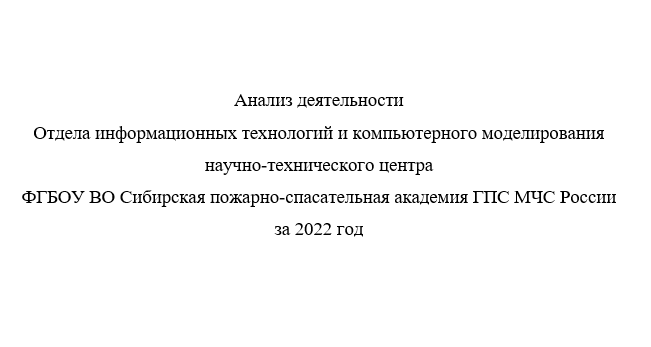 Анализ деятельности
Отдела информационных технологий и компьютерного моделирования
научно-технического центра
ФГБОУ ВО Сибирская пожарно-спасательная академия ГПС МЧС России
за 2022 год